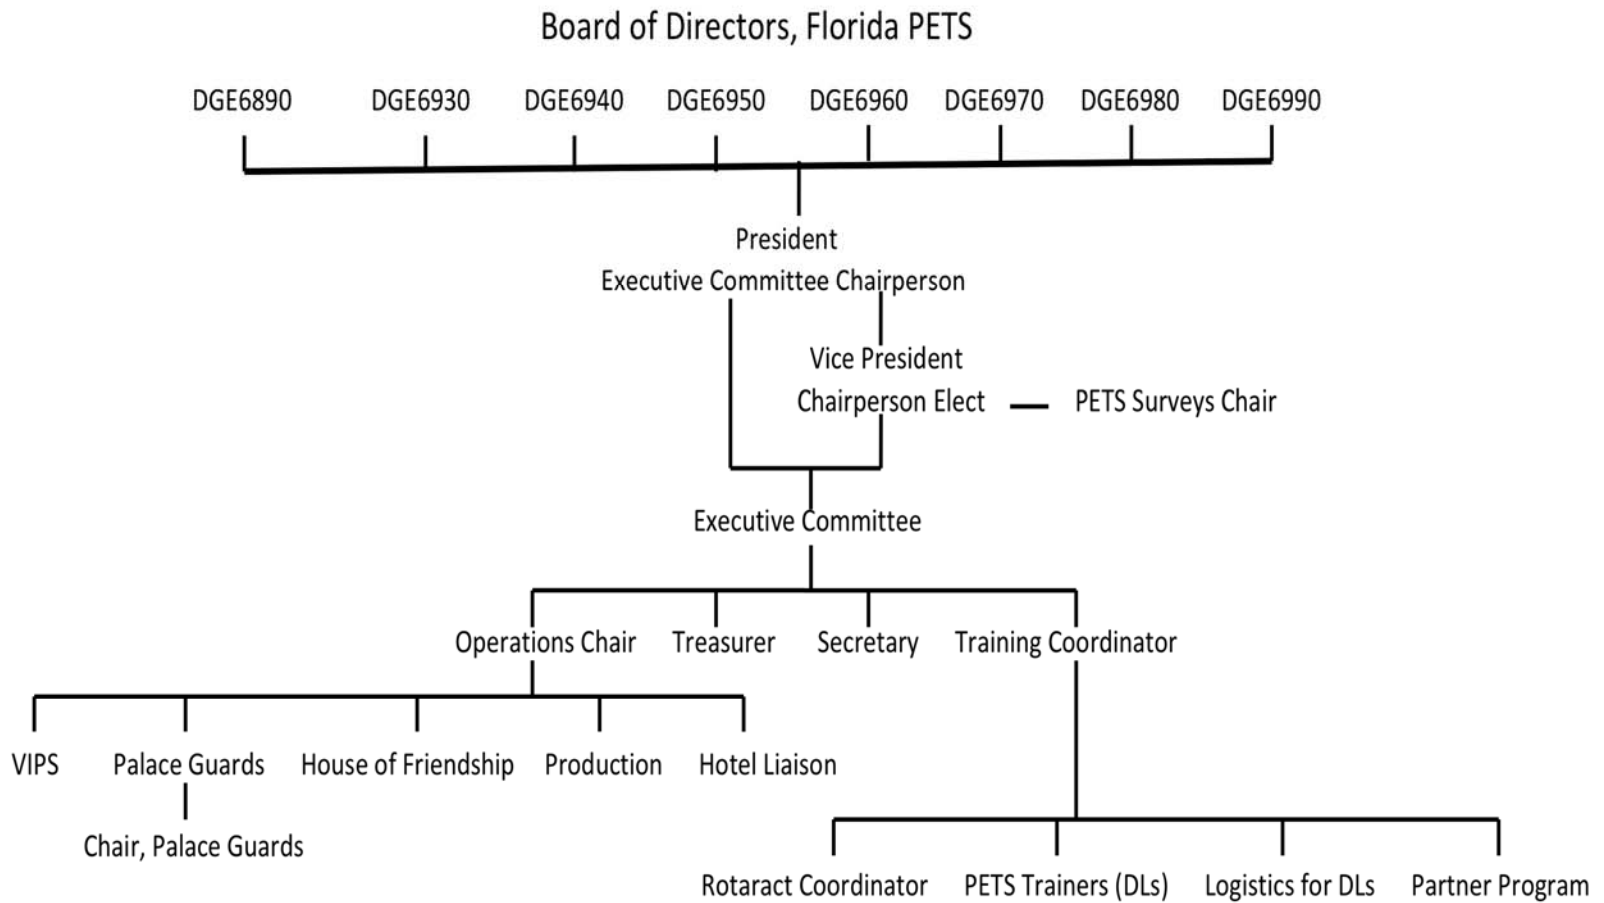 Board of Directors, Florida PETS
DGE6890 DGE6930 DGE6940 DGE6950 DGE6960 DGE6970 DGE6980 DGE6990
President
Executive Committee Chairperson
Vice President
Chairperson Elect PETS Surveys Chair
Executive Committee
Operations Chair Treasurer Secretary Training Coordinator
VIPS Palace Guards House of Friendship Production Hotel Liaison
Chair, Palace Guards
Rotaract Coordinator PETS Trainers (DLs) Logistics for DLs Partner Program